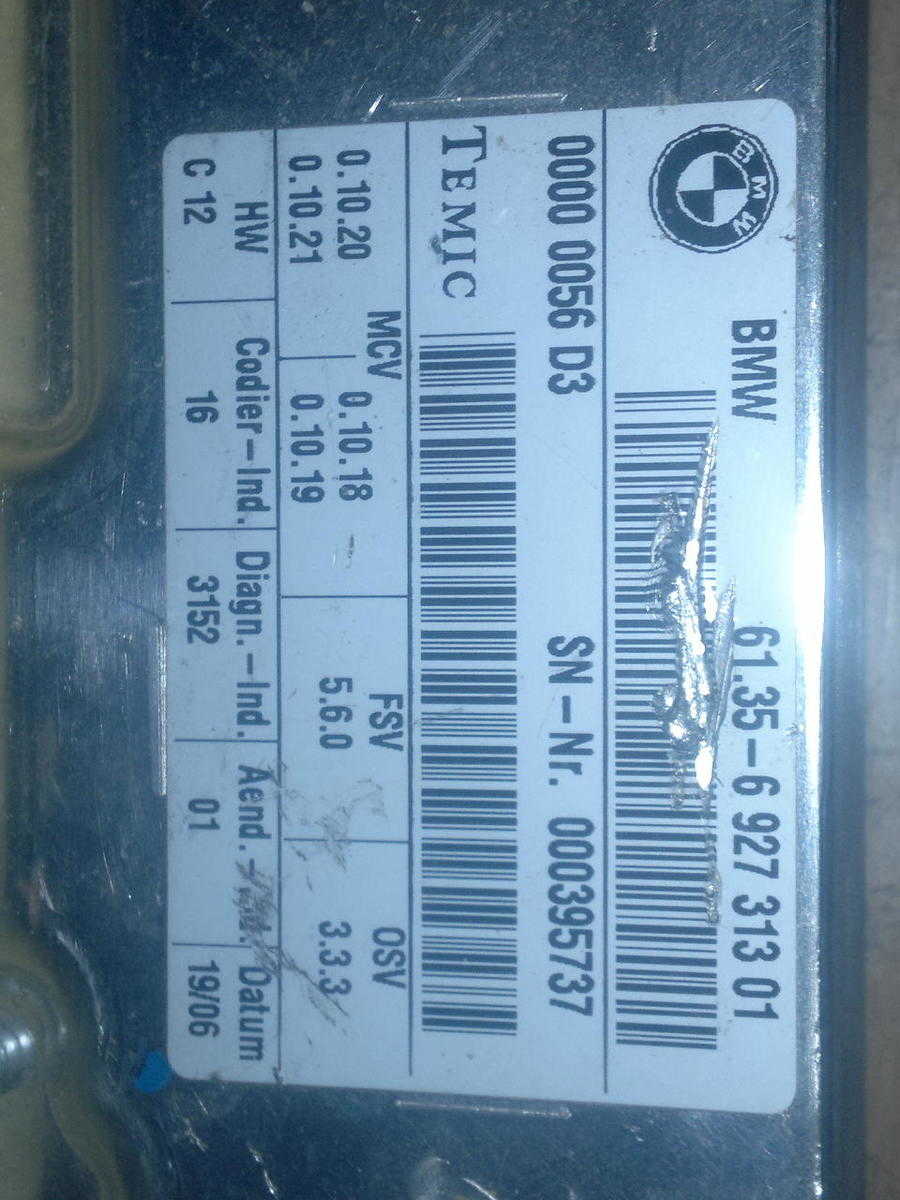 BMW
BMW 61.35-6 927 313 01
0000 0056 D3 SN-Nr. 000395737
TEMIC
MCV FSV OSV
0.10.20 0.10.18 5.6.0 3.3.3
0.10.21 0.10.19
HW Codier-Ind. Diagn.-Ind. Aend. Datum
C 12 16 3152 01 19/06